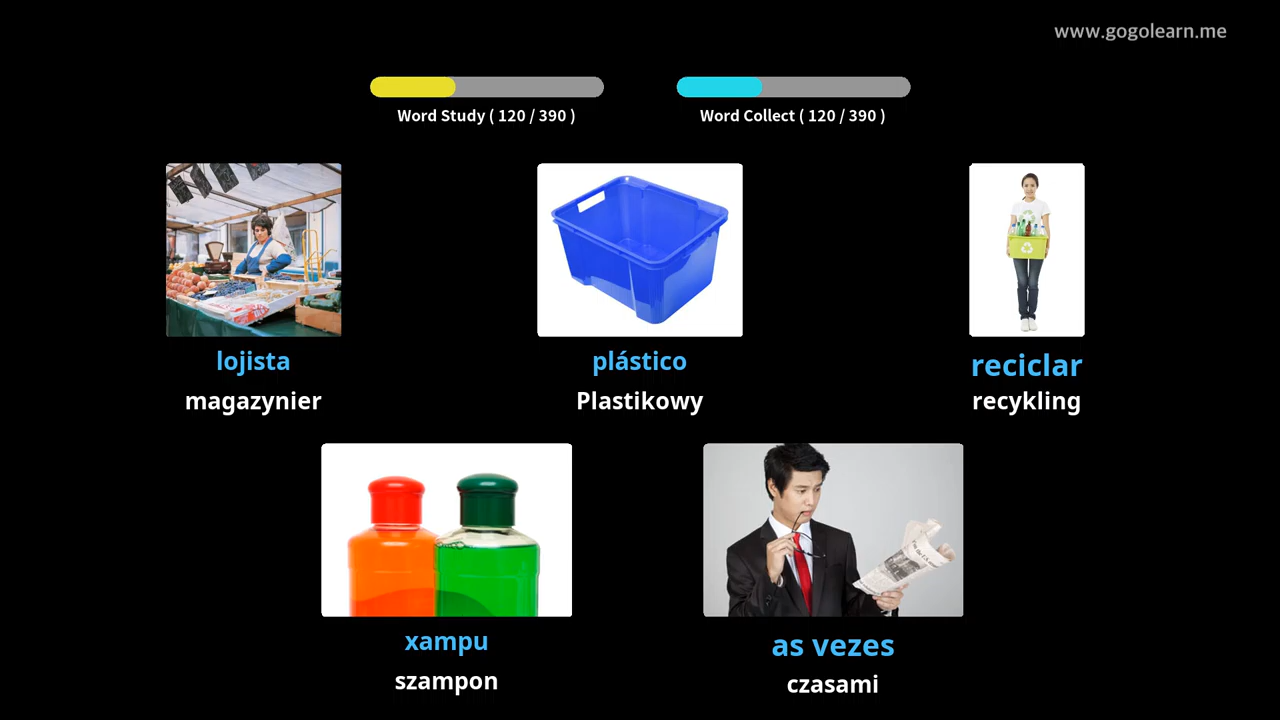 www.gogolearn.me
Word Study ( 120 / 390 )
Word Collect ( 120 / 390 )
lojista
magazynier
plástico
Plastikowy
reciclar
recykling
xampu
szampon
as vezes
czasami